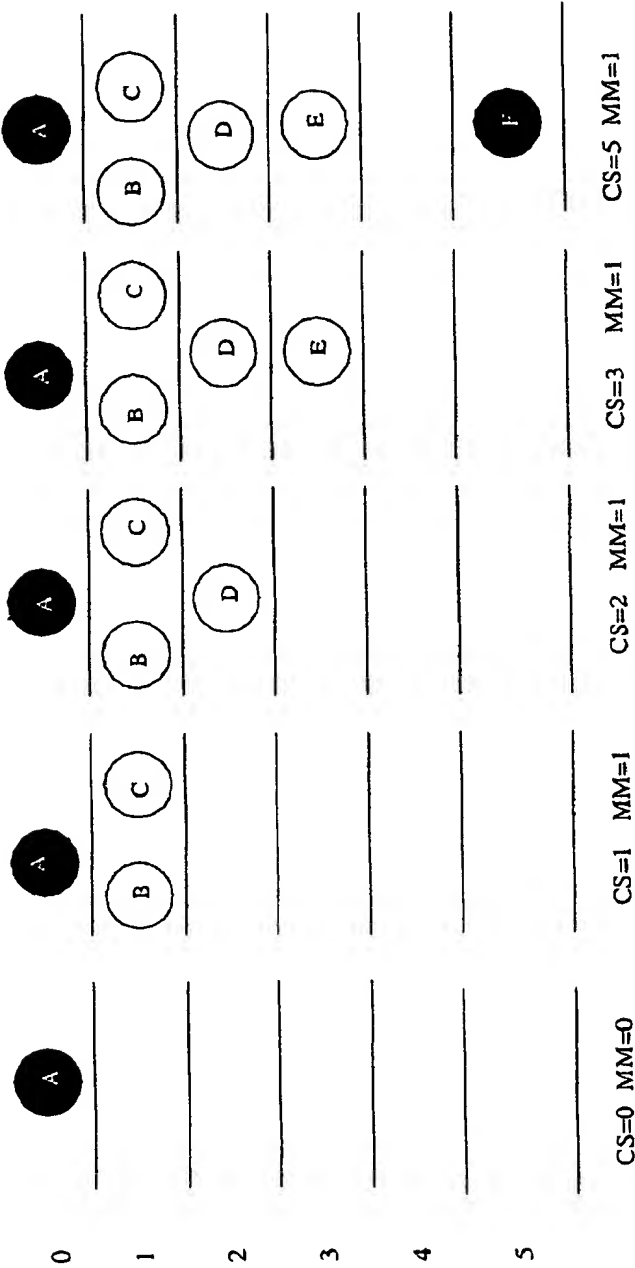 0 A A A A A
1 B C B C B C B C
2 D D D
3 E E
4
5 F
CS=0 MM=0 CS=1 MM=1 CS=2 MM=1 CS=3 MM=1 CS=5 MM=1